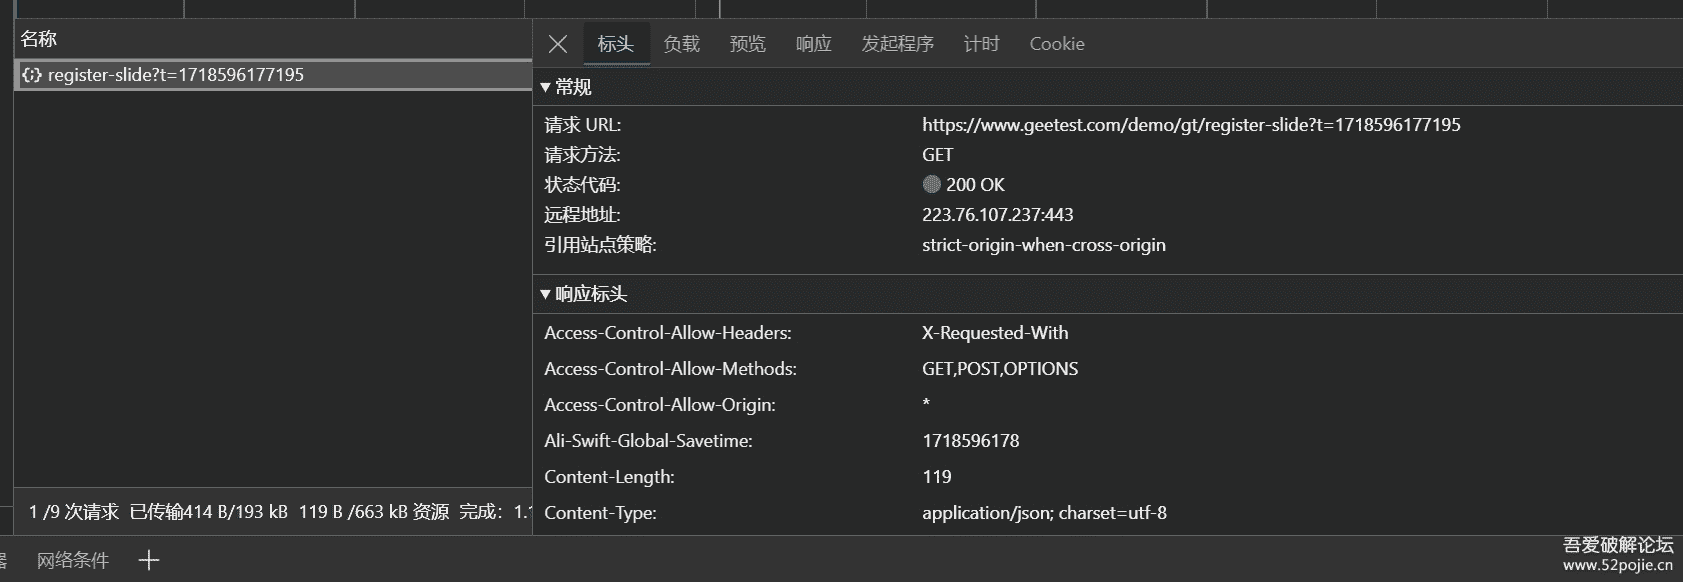 名称
register-slide?t=1718596177195
1 /9 次请求 已传输414 B/193 kB 119 B /663 kB 资源 完成: 1.1
网络条件
标头 负载 预览 响应 发起程序 计时 Cookie
常规
请求 URL: https://www.geetest.com/demo/gt/register-slide?t=1718596177195
请求方法: GET
状态代码: 200 OK
远程地址: 223.76.107.237:443
引用站点策略: strict-origin-when-cross-origin
响应标头
Access-Control-Allow-Headers: X-Requested-With
Access-Control-Allow-Methods: GET,POST,OPTIONS
Access-Control-Allow-Origin: *
Ali-Swift-Global-Savetime: 1718596178
Content-Length: 119
Content-Type: application/json; charset=utf-8
吾爱破解论坛
www.52pojie.cn